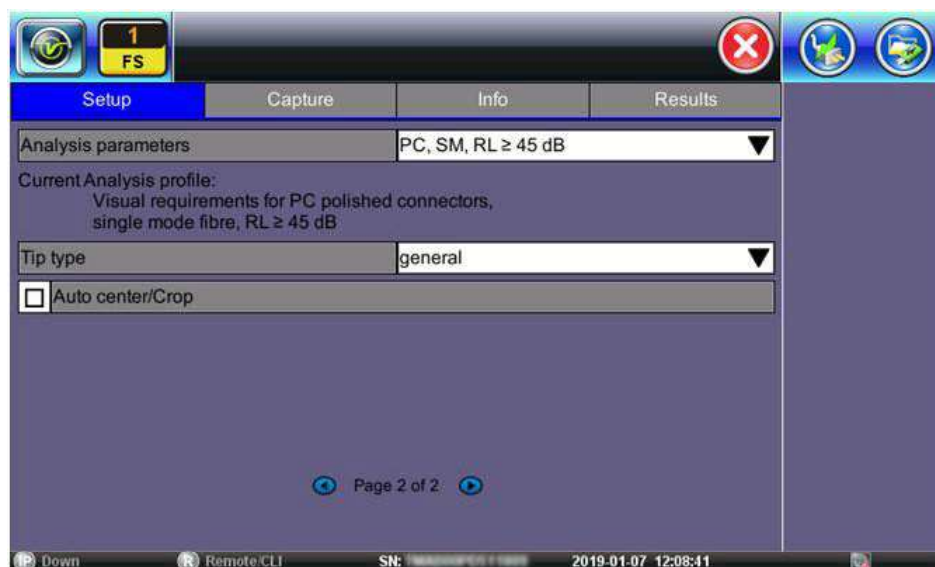 1
FS
Setup Capture Info Results
Analysis parameters PC, SM, RL ≥ 45 dB
Current Analysis profile:
Visual requirements for PC polished connectors,
single mode fibre, RL ≥ 45 dB
Tip type general
Auto center/Crop
Page 2 of 2
IP Down R Remote/CLI SN: 2019-01-07 12:08:41